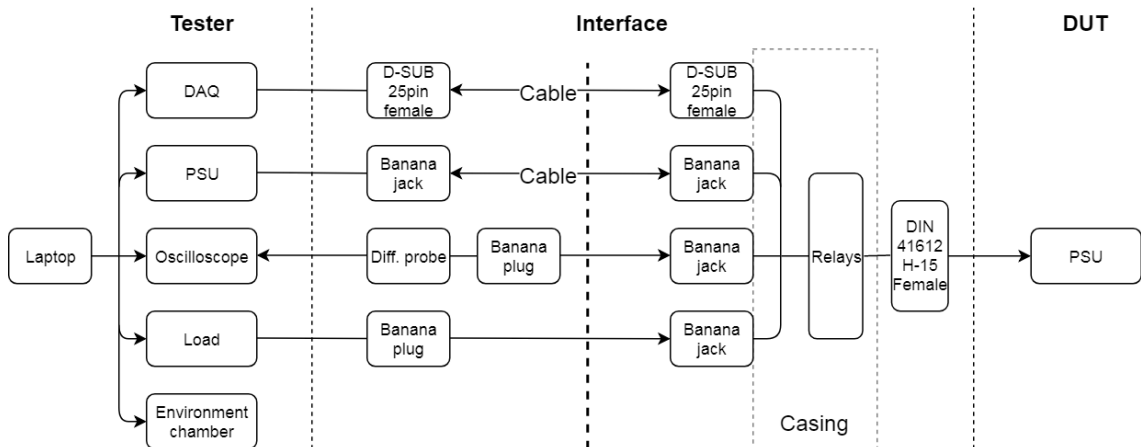 Tester
Interface
DUT
DAQ
D-SUB
25pin
female
Cable
D-SUB
25pin
female
PSU
Banana
jack
Cable
Banana
jack
Laptop
Oscilloscope
Diff. probe
Banana
plug
Banana
jack
Relays
DIN
41612
H-15
Female
PSU
Load
Banana
plug
Banana
jack
Environment
chamber
Casing